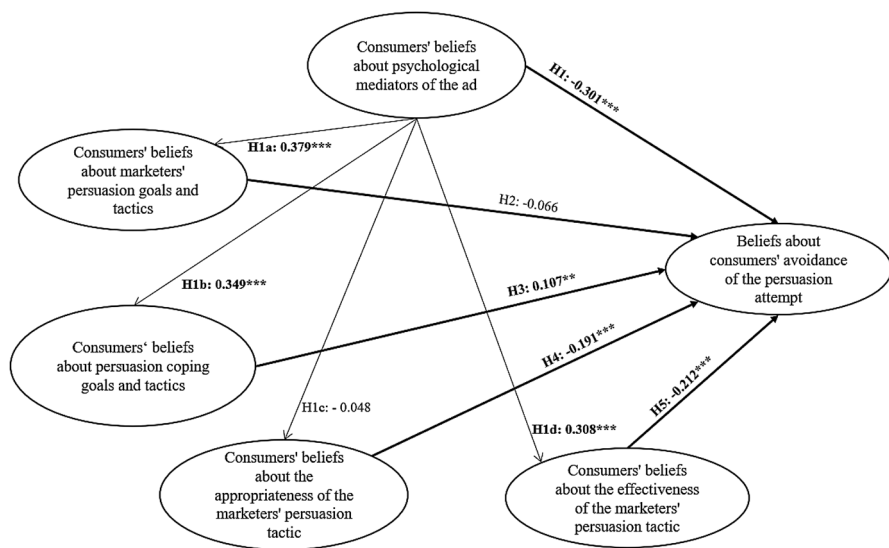 Consumers' beliefs
about psychological
mediators of the ad
H1: -0.301***
H1a: 0.379***
Consumers' beliefs
about marketers'
persuasion goals and
tactics
H2: -0.066
Beliefs about
consumers' avoidance
of the persuasion
attempt
H1b: 0.349***
H3: 0.107**
Consumers‘ beliefs
about persuasion coping
goals and tactics
H4: -0.191***
H5: -0.212***
H1c: - 0.048
H1d: 0.308***
Consumers' beliefs
about the
appropriateness of the
marketers' persuasion
tactic
Consumers' beliefs
about the effectiveness
of the marketers'
persuasion tactic